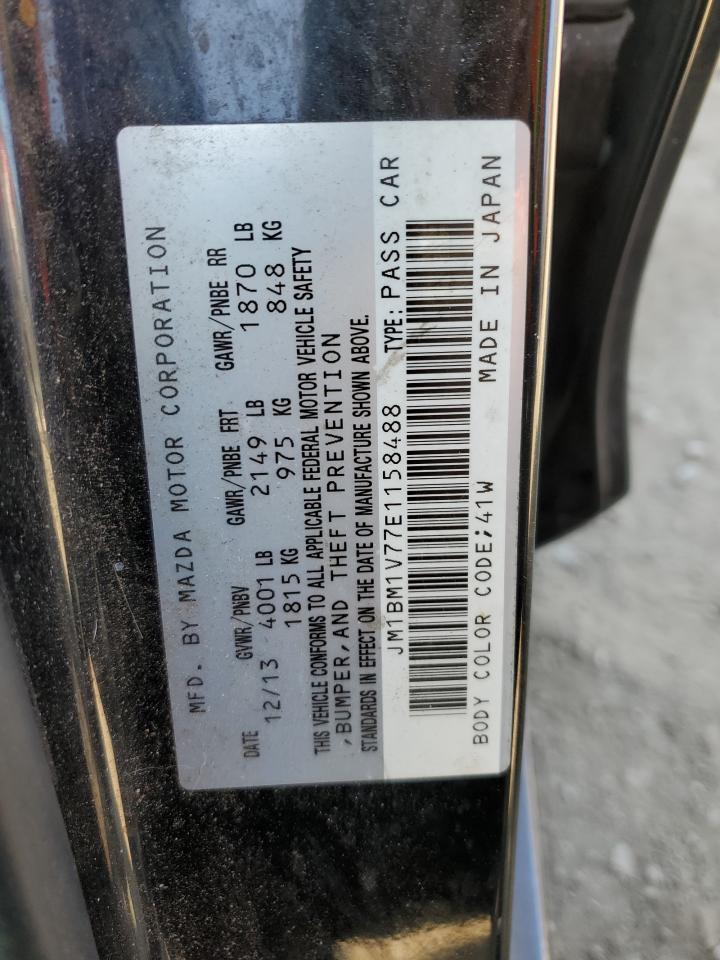 MFD. BY MAZDA MOTOR CORPORATION
GVWR/PNBV GAWR/PNBE FRT GAWR/PNBE RR
DATE 12/13 4001 LB 2149 LB 1870 LB
1815 KG 975 KG 848 KG
THIS VEHICLE CONFORMS TO ALL APPLICABLE FEDERAL MOTOR VEHICLE SAFETY
,BUMPER,AND THEFT PREVENTION
STANDARDS IN EFFECT ON THE DATE OF MANUFACTURE SHOWN ABOVE.
JM1BM1V77E1158488 TYPE: PASS CAR
BODY COLOR CODE;41W MADE IN JAPAN